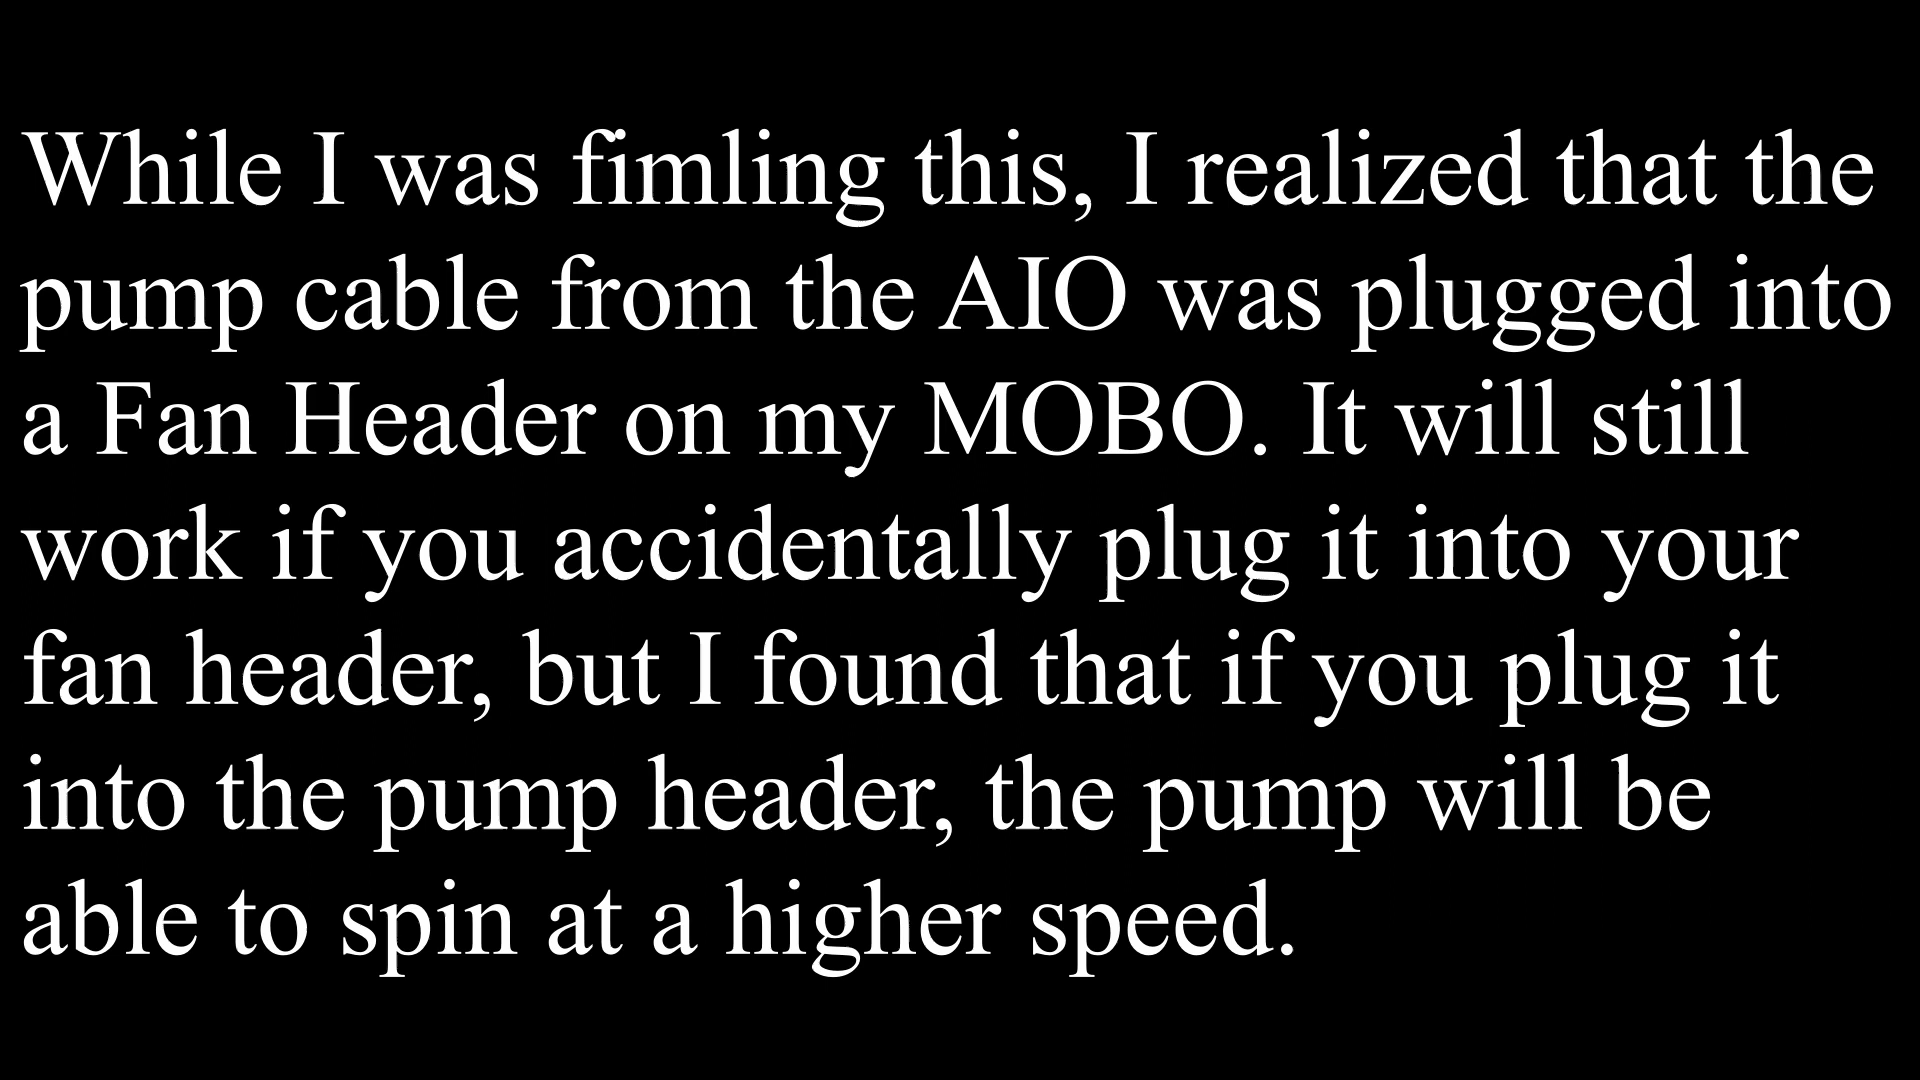 While I was fimling this, I realized that the
pump cable from the AIO was plugged into
a Fan Header on my MOBO. It will still
work if you accidentally plug it into your
fan header, but I found that if you plug it
into the pump header, the pump will be
able to spin at a higher speed.